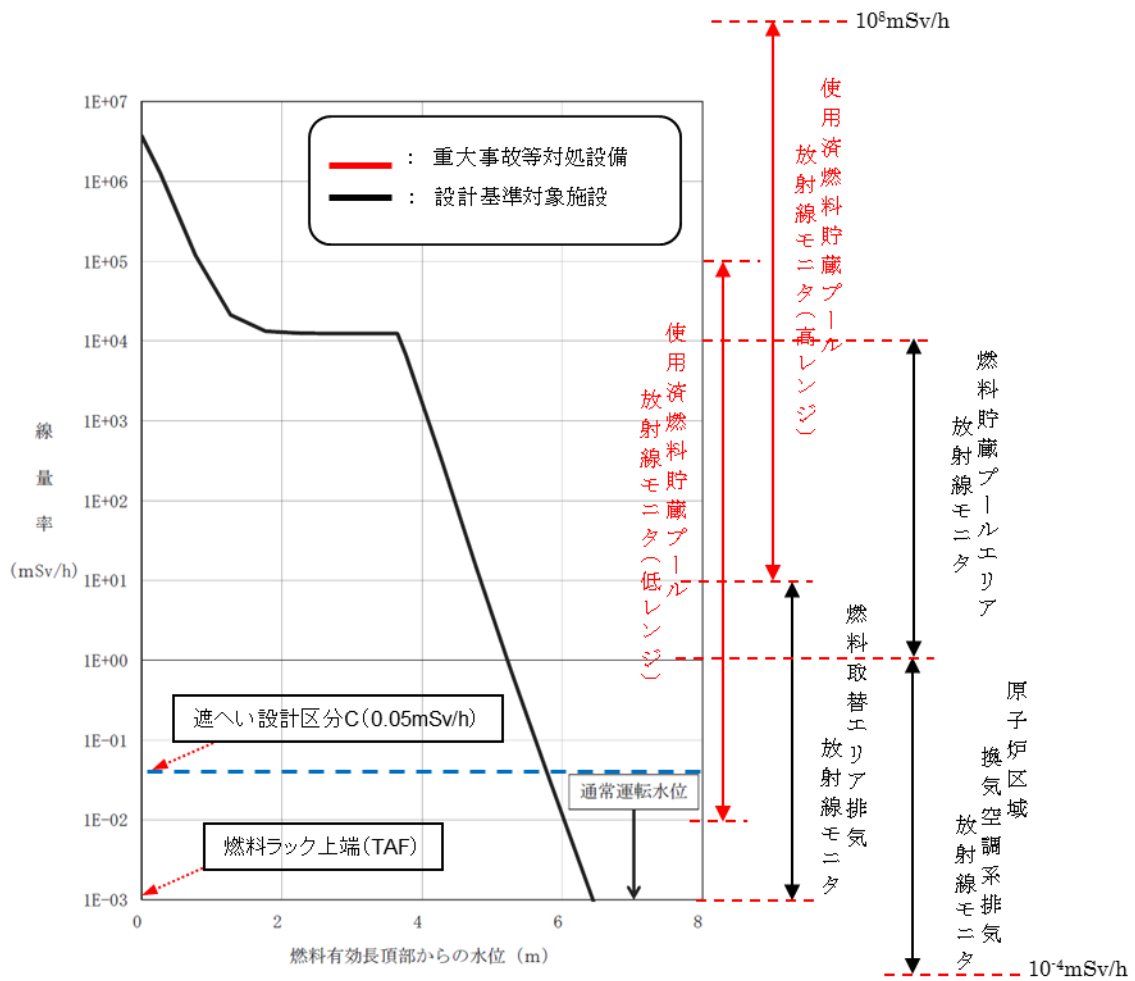 10⁸mSv/h
1E+07
1E+06
1E+05
1E+04
1E+03
1E+02
1E+01
1E+00
1E-01
1E-02
1E-03
線量率
(mSv/h)
: 重大事故等対処設備
: 設計基準対象施設
遮へい設計区分C(0.05mSv/h)
燃料ラック上端(TAF)
通常運転水位
0 2 4 6 8
燃料有効長頂部からの水位 (m)
使用済燃料貯蔵プール
放射線モニタ(高レンジ)
使用済燃料貯蔵プール
放射線モニタ(低レンジ)
燃料貯蔵プールエリア
放射線モニタ
燃料取替エリア排気
放射線モニタ
原子炉区域
換気空調系排気
放射線モニタ
10⁻⁴mSv/h